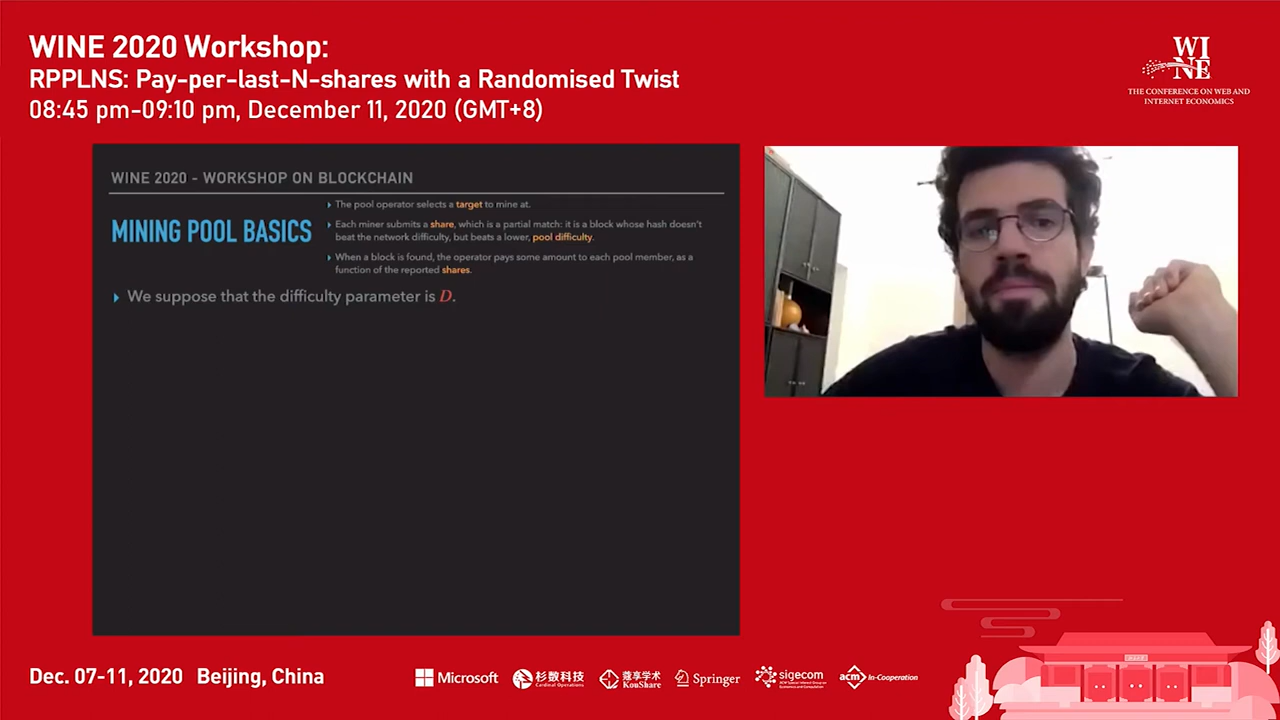 WINE 2020 Workshop:
RPPLNS: Pay-per-last-N-shares with a Randomised Twist
08:45 pm-09:10 pm, December 11, 2020 (GMT+8)
WI
NE
THE CONFERENCE ON WEB AND
INTERNET ECONOMICS
WINE 2020 - WORKSHOP ON BLOCKCHAIN
MINING POOL BASICS
The pool operator selects a target to mine at.
Each miner submits a share, which is a partial match: it is a block whose hash doesn't
beat the network difficulty, but beats a lower, pool difficulty.
When a block is found, the operator pays some amount to each pool member, as a
function of the reported shares.
We suppose that the difficulty parameter is D.
Dec. 07-11, 2020 Beijing, China
Microsoft
杉数科技
Cardinal Operations
蔻享学术
KouShare
Springer
sigecom
acm In-Cooperation